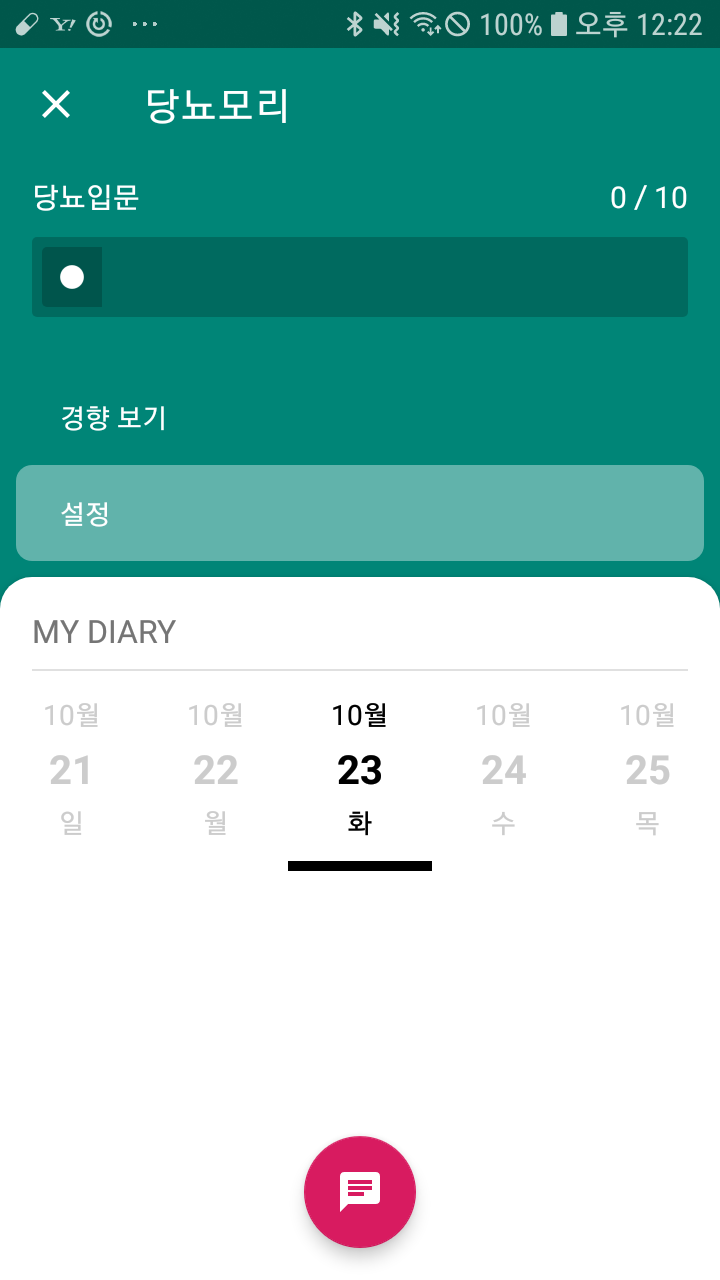 Y! ... 100% 오후 12:22
당뇨모리
당뇨입문 0 / 10
경향 보기
설정
MY DIARY
10월 10월 10월 10월 10월
21 22 23 24 25
일 월 화 수 목